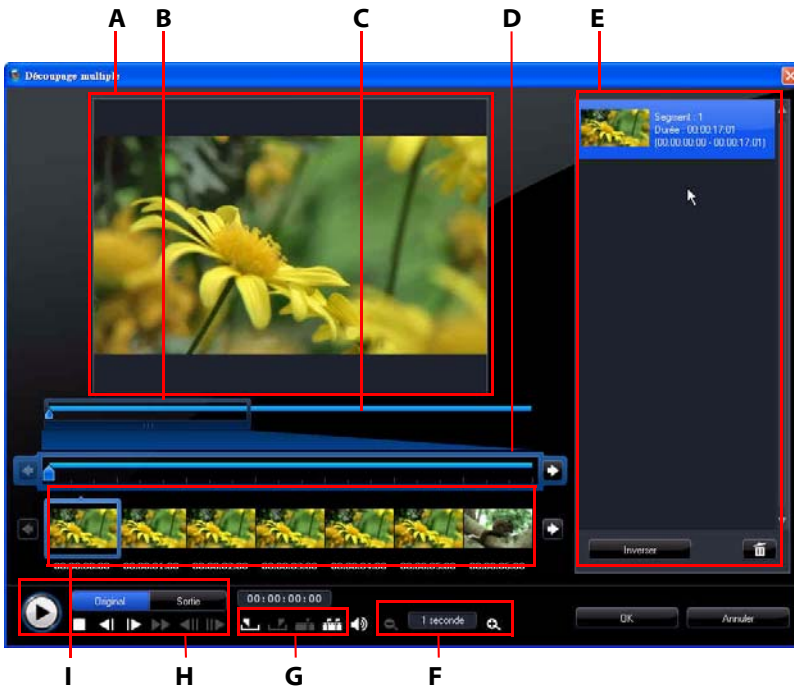 A B C D E
Découpage multiple
Segment : 1
Durée : 00:00:17:01
(00:00:00:00 - 00:00:17:01)
Inverser
Original Sortie
00:00:00:00
1 seconde
OK Annuler
I H G F